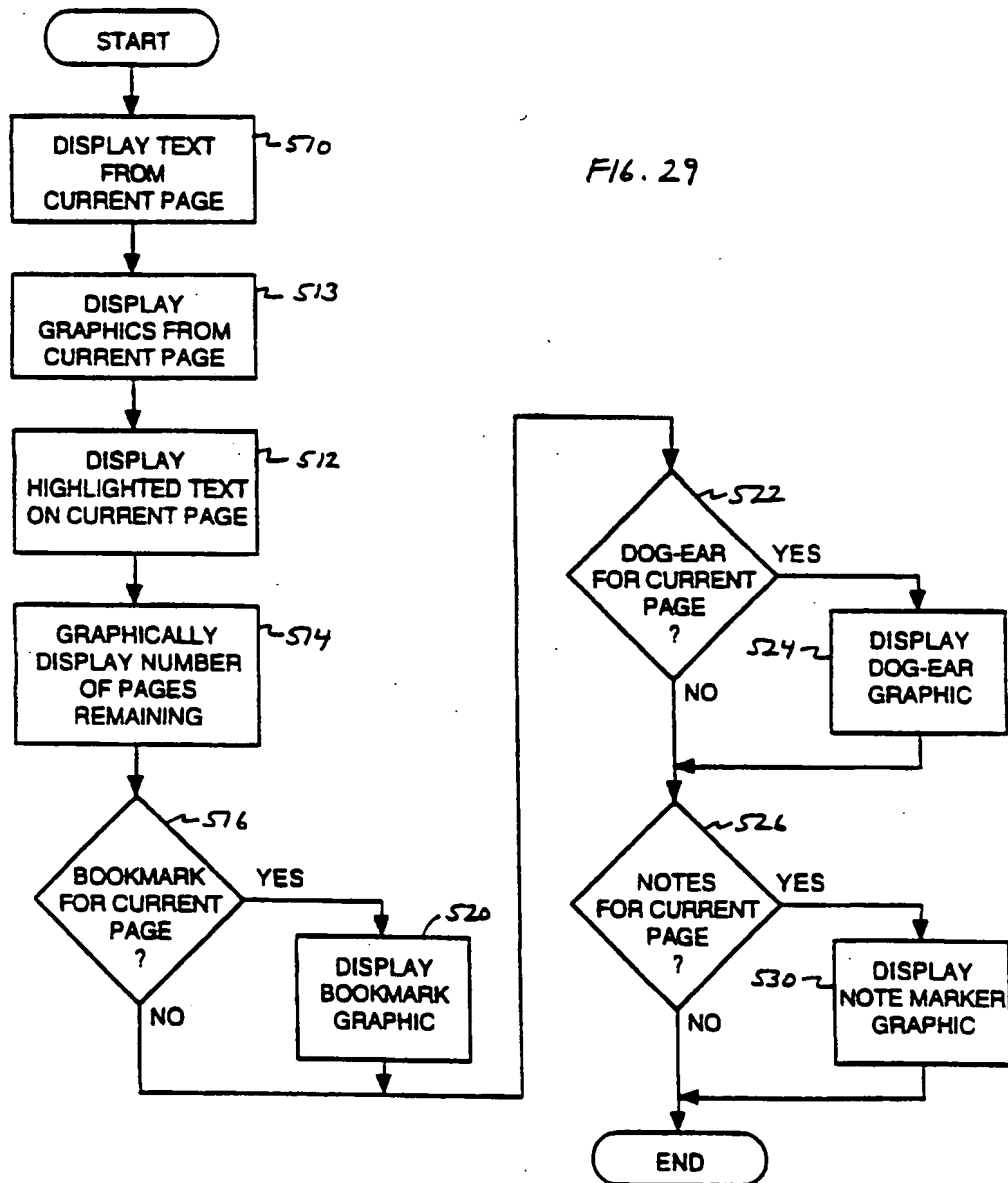 START
DISPLAY TEXT
FROM
CURRENT PAGE
510
FIG. 29
DISPLAY
GRAPHICS FROM
CURRENT PAGE
513
DISPLAY
HIGHLIGHTED TEXT
ON CURRENT PAGE
512
GRAPHICALLY
DISPLAY NUMBER
OF PAGES
REMAINING
514
BOOKMARK
FOR CURRENT
PAGE
?
516
YES
NO
520
DISPLAY
BOOKMARK
GRAPHIC
522
DOG-EAR
FOR CURRENT
PAGE
?
YES
NO
524
DISPLAY
DOG-EAR
GRAPHIC
526
NOTES
FOR CURRENT
PAGE
?
YES
NO
530
DISPLAY
NOTE MARKER
GRAPHIC
END